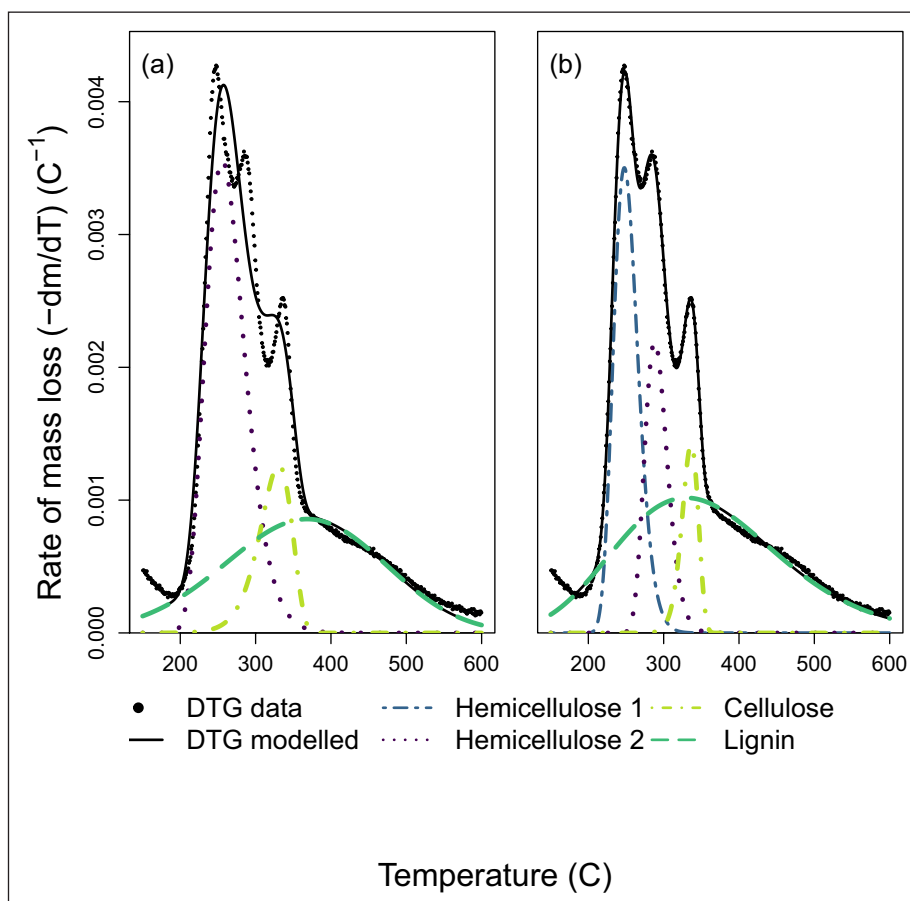 (a)
(b)
Rate of mass loss (−dm/dT) (C⁻¹)
0.004
0.003
0.002
0.001
0.000
200 300 400 500 600
200 300 400 500 600
DTG data
DTG modelled
Hemicellulose 1
Hemicellulose 2
Cellulose
Lignin
Temperature (C)